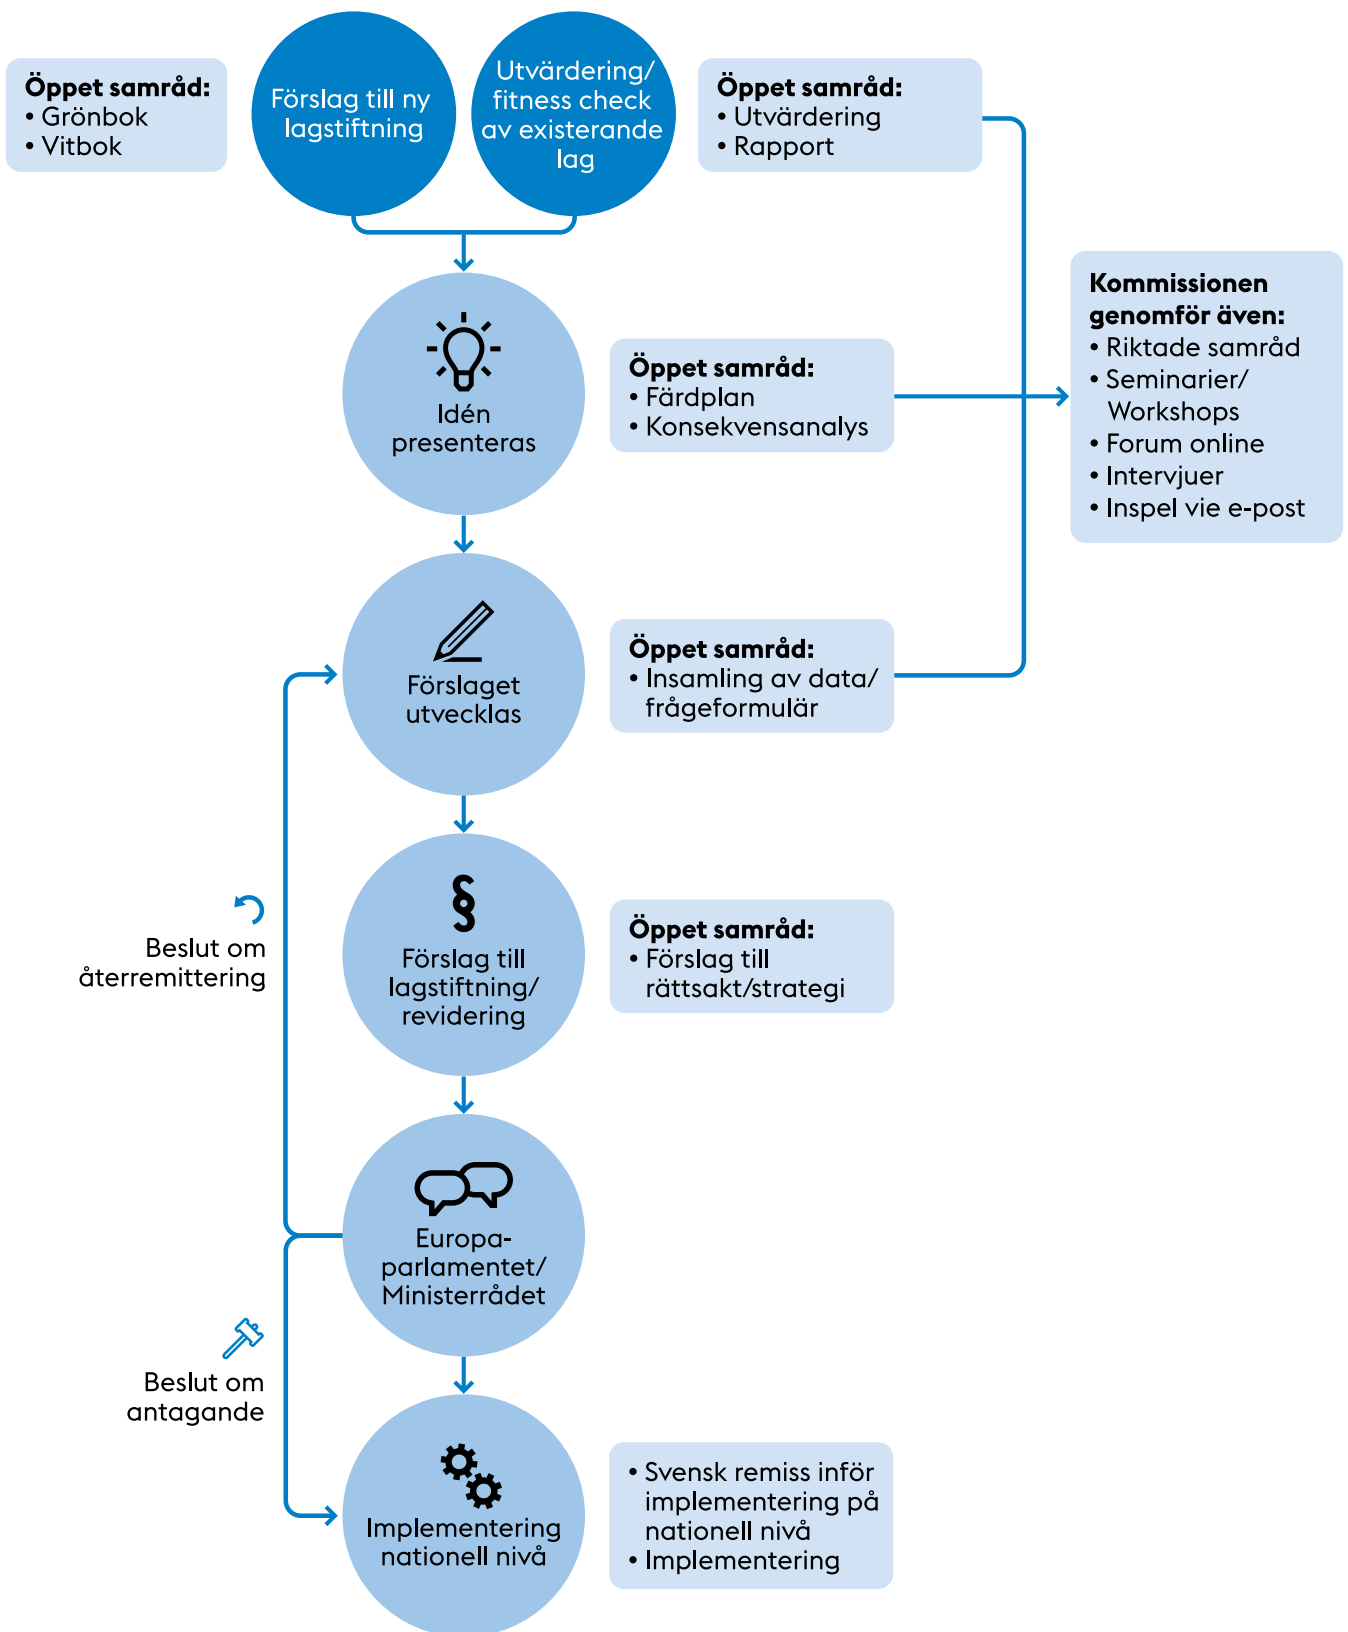 Öppet samråd:
• Grönbok
• Vitbok
Förslag till ny
lagstiftning
Utvärdering/
fitness check
av existerande
lag
Öppet samråd:
• Utvärdering
• Rapport
Idén
presenteras
Öppet samråd:
• Färdplan
• Konsekvensanalys
Kommissionen
genomför även:
• Riktade samråd
• Seminarier/
Workshops
• Forum online
• Intervjuer
• Inspel vie e-post
Förslaget
utvecklas
Öppet samråd:
• Insamling av data/
frågeformulär
Beslut om
återremittering
§
Förslag till
lagstiftning/
revidering
Öppet samråd:
• Förslag till
rättsakt/strategi
Europa-
parlamentet/
Ministerrådet
Beslut om
antagande
Implementering
nationell nivå
• Svensk remiss inför
implementering på
nationell nivå
• Implementering